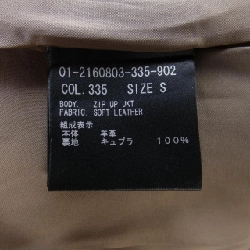 01-2160803-335-902
COL.335 SIZE S
BODY. ZIP UP JKT
FABRIC. SOFT LEATHER
組成表示
本体 羊革
裏地 キュプラ 100%